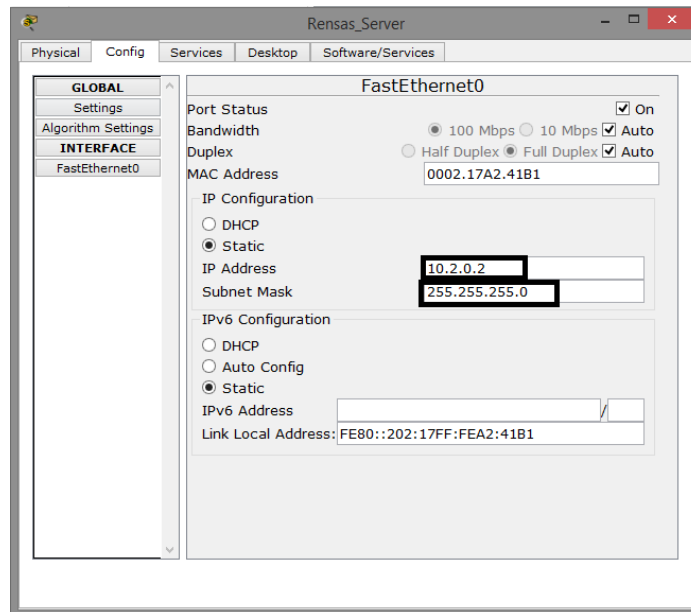 Rensas_Server
Physical Config Services Desktop Software/Services
GLOBAL
Settings
Algorithm Settings
INTERFACE
FastEthernet0
FastEthernet0
Port Status On
Bandwidth 100 Mbps 10 Mbps Auto
Duplex Half Duplex Full Duplex Auto
MAC Address 0002.17A2.41B1
IP Configuration
DHCP
Static
IP Address 10.2.0.2
Subnet Mask 255.255.255.0
IPv6 Configuration
DHCP
Auto Config
Static
IPv6 Address /
Link Local Address: FE80::202:17FF:FEA2:41B1